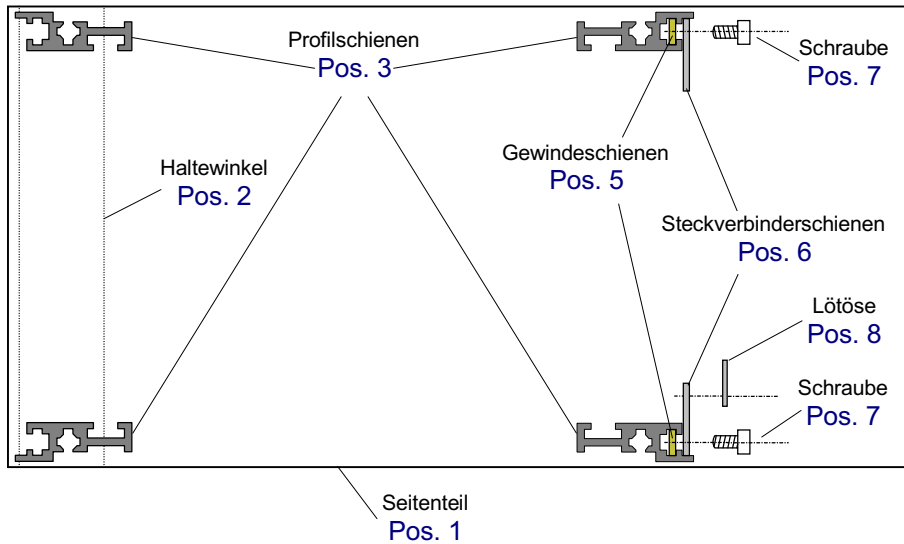 Profilschienen
Pos. 3
Schraube
Pos. 7
Gewindeschienen
Pos. 5
Haltewinkel
Pos. 2
Steckverbinderschienen
Pos. 6
Lötöse
Pos. 8
Schraube
Pos. 7
Seitenteil
Pos. 1